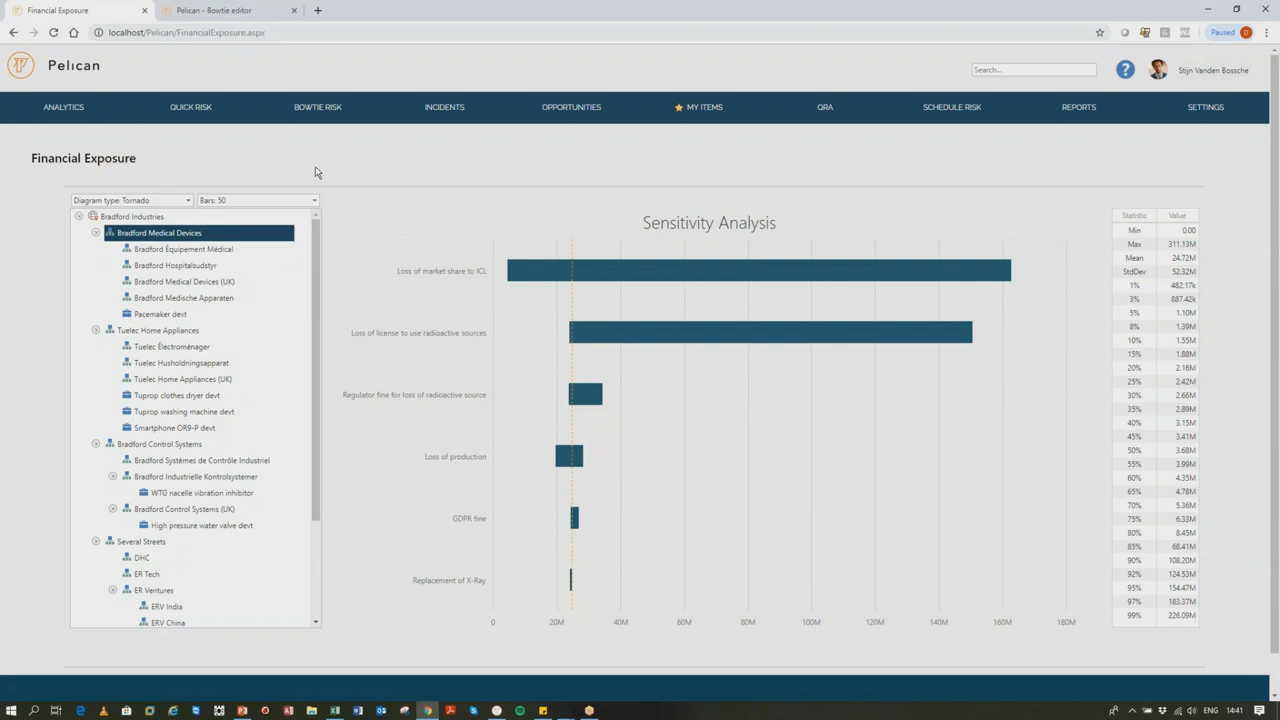 Financial Exposure
Pelican - Bowtie editor
localhost/Pelican/FinancialExposure.aspx
Paused
D
Pelican
Search...
?
Stijn Vanden Bossche
ANALYTICS
QUICK RISK
BOWTIE RISK
INCIDENTS
OPPORTUNITIES
MY ITEMS
QRA
SCHEDULE RISK
REPORTS
SETTINGS
Financial Exposure
Diagram type: Tornado
Bars: 50
Bradford Industries
Bradford Medical Devices
Bradford Équipement Médical
Bradford Hospitalsudstyr
Bradford Medical Devices (UK)
Bradford Medische Apparaten
Pacemaker devt
Tuelec Home Appliances
Tuelec Électroménager
Tuelec Husholdningsapparat
Tuelec Home Appliances (UK)
Tuprop clothes dryer devt
Tuprop washing machine devt
Smartphone OR9-P devt
Bradford Control Systems
Bradford Systèmes de Contrôle Industriel
Bradford Industrielle Kontrolsystemer
WTG nacelle vibration inhibitor
Bradford Control Systems (UK)
High pressure water valve devt
Several Streets
DHC
ER Tech
ER Ventures
ERV India
ERV China
Sensitivity Analysis
Loss of market share to ICL
Loss of license to use radioactive sources
Regulator fine for loss of radioactive source
Loss of production
GDPR fine
Replacement of X-Ray
0 20M 40M 60M 80M 100M 120M 140M 160M 180M
Statistic Value
Min 0.00
Max 311.13M
Mean 24.72M
StdDev 52.32M
1% 482.17k
3% 887.42k
5% 1.10M
8% 1.39M
10% 1.55M
15% 1.88M
20% 2.16M
25% 2.42M
30% 2.66M
35% 2.89M
40% 3.15M
45% 3.41M
50% 3.68M
55% 3.99M
60% 4.35M
65% 4.78M
70% 5.36M
75% 6.33M
80% 8.45M
85% 68.41M
90% 108.20M
92% 124.53M
95% 154.47M
97% 183.37M
99% 226.09M
ENG
14:41